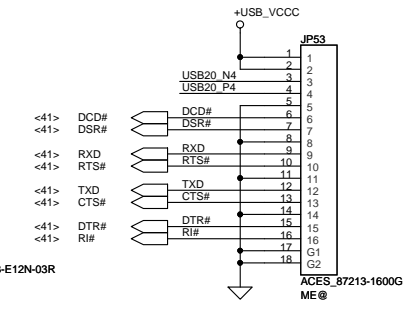 +USB_VCCC
JP53
1 1
2 2
USB20_N4 3 3
USB20_P4 4 4
5 5
<41> DCD# DCD# 6 6
<41> DSR# DSR# 7 7
8 8
<41> RXD RXD 9 9
<41> RTS# RTS# 10 10
11 11
<41> TXD TXD 12 12
<41> CTS# CTS# 13 13
14 14
<41> DTR# DTR# 15 15
<41> RI# RI# 16 16
17 G1
18 G2
-E12N-03R
ACES_87213-1600G
ME@